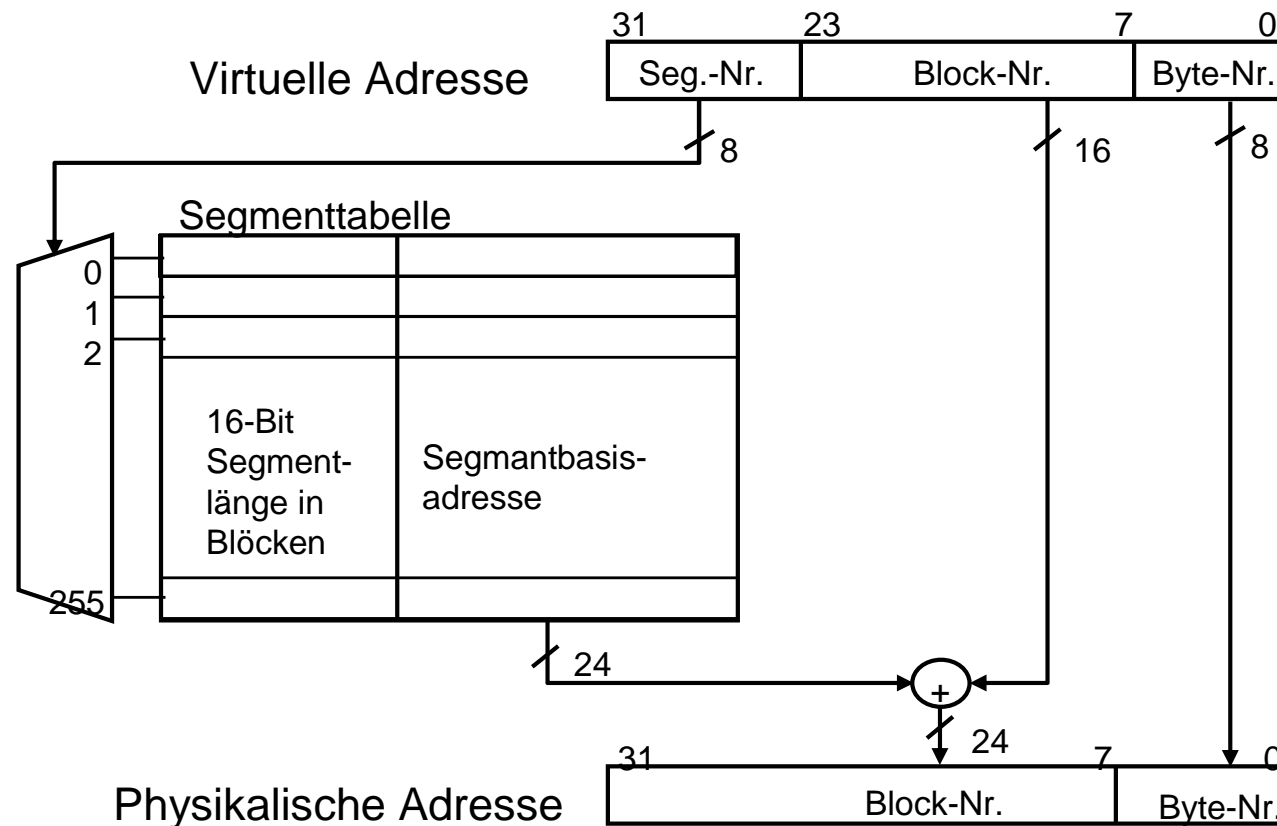 31 23 7 0
Virtuelle Adresse
Seg.-Nr. Block-Nr. Byte-Nr.
8 16 8
Segmenttabelle
0
1
2
16-Bit
Segment-
länge in
Blöcken
Segmantbasis-
adresse
255
24
+
24
31 7 0
Physikalische Adresse
Block-Nr. Byte-Nr.